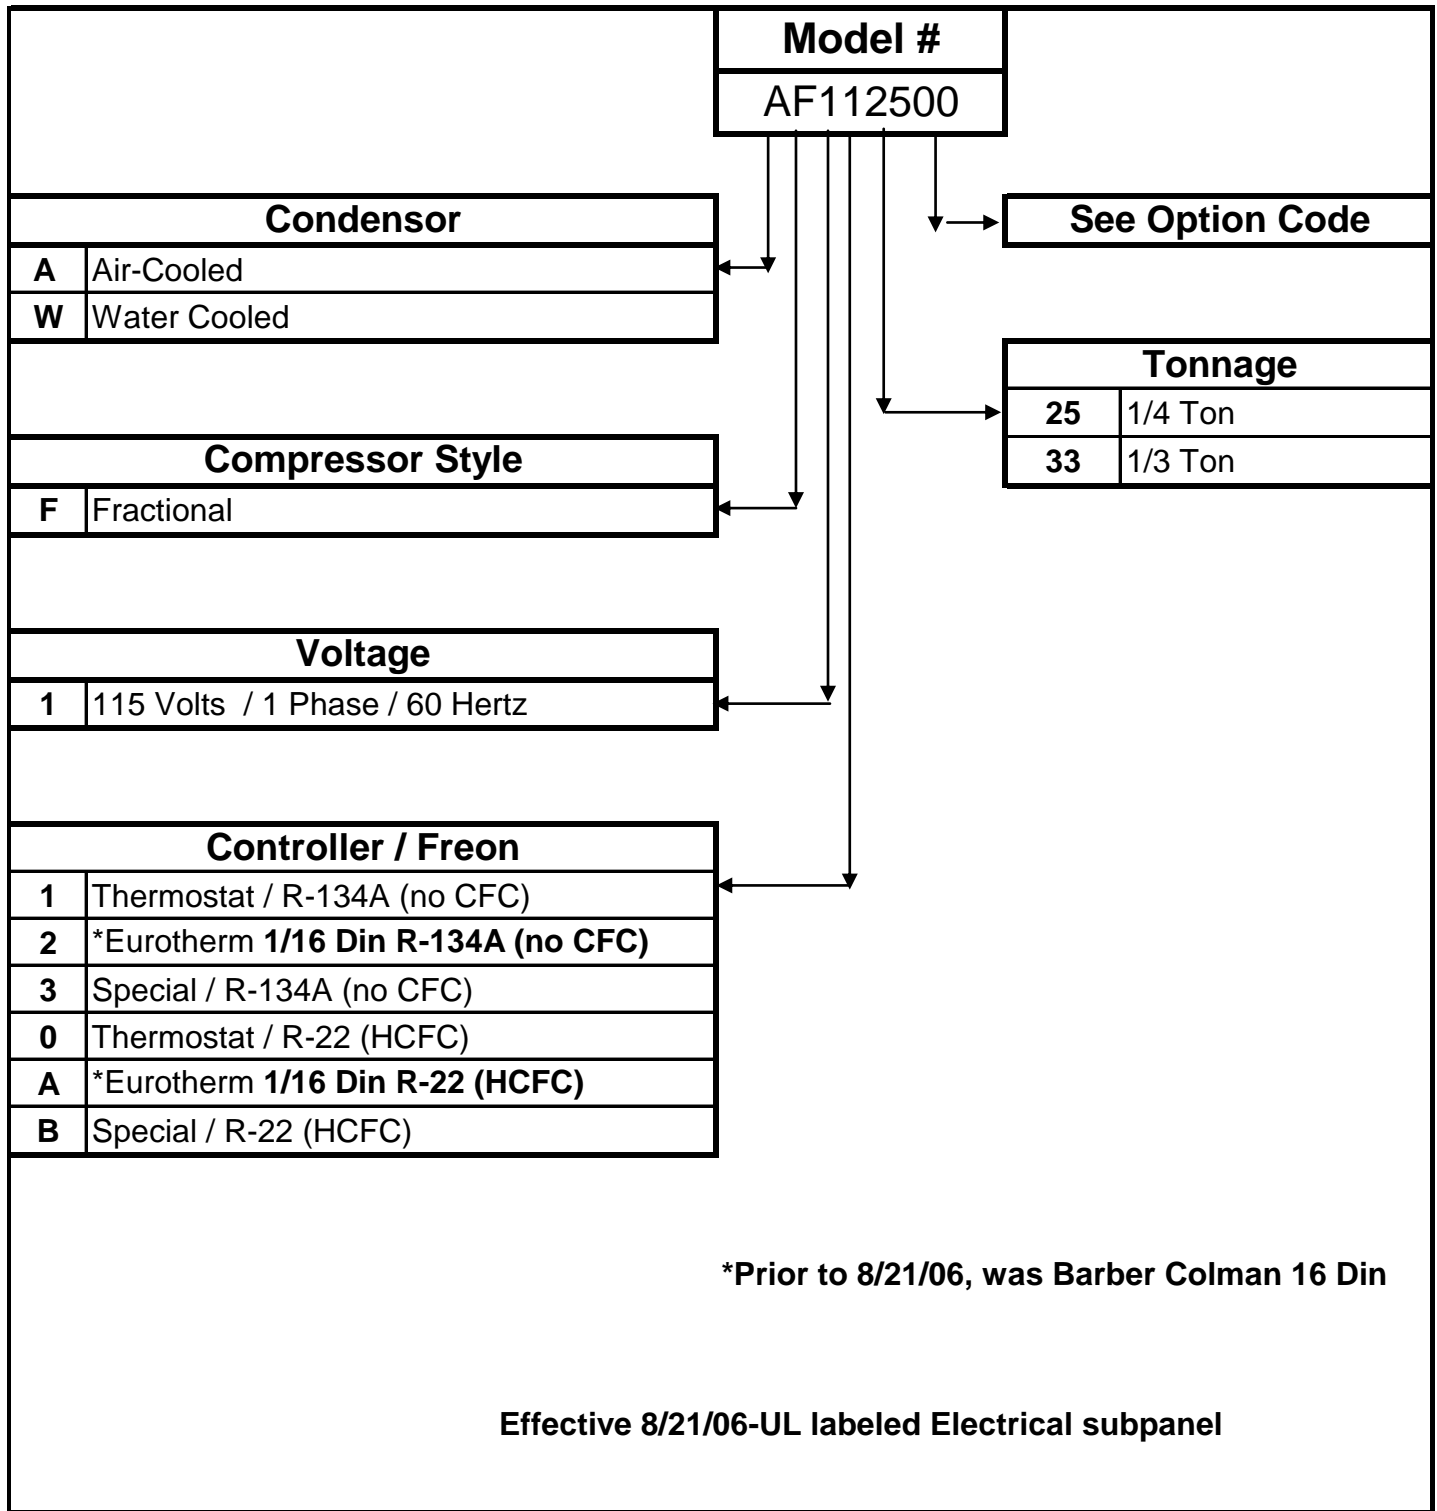 Model #
AF112500
Condensor
A Air-Cooled
W Water Cooled
See Option Code
Tonnage
25 1/4 Ton
33 1/3 Ton
Compressor Style
F Fractional
Voltage
1 115 Volts / 1 Phase / 60 Hertz
Controller / Freon
1 Thermostat / R-134A (no CFC)
2 *Eurotherm 1/16 Din R-134A (no CFC)
3 Special / R-134A (no CFC)
0 Thermostat / R-22 (HCFC)
A *Eurotherm 1/16 Din R-22 (HCFC)
B Special / R-22 (HCFC)
*Prior to 8/21/06, was Barber Colman 16 Din
Effective 8/21/06-UL labeled Electrical subpanel